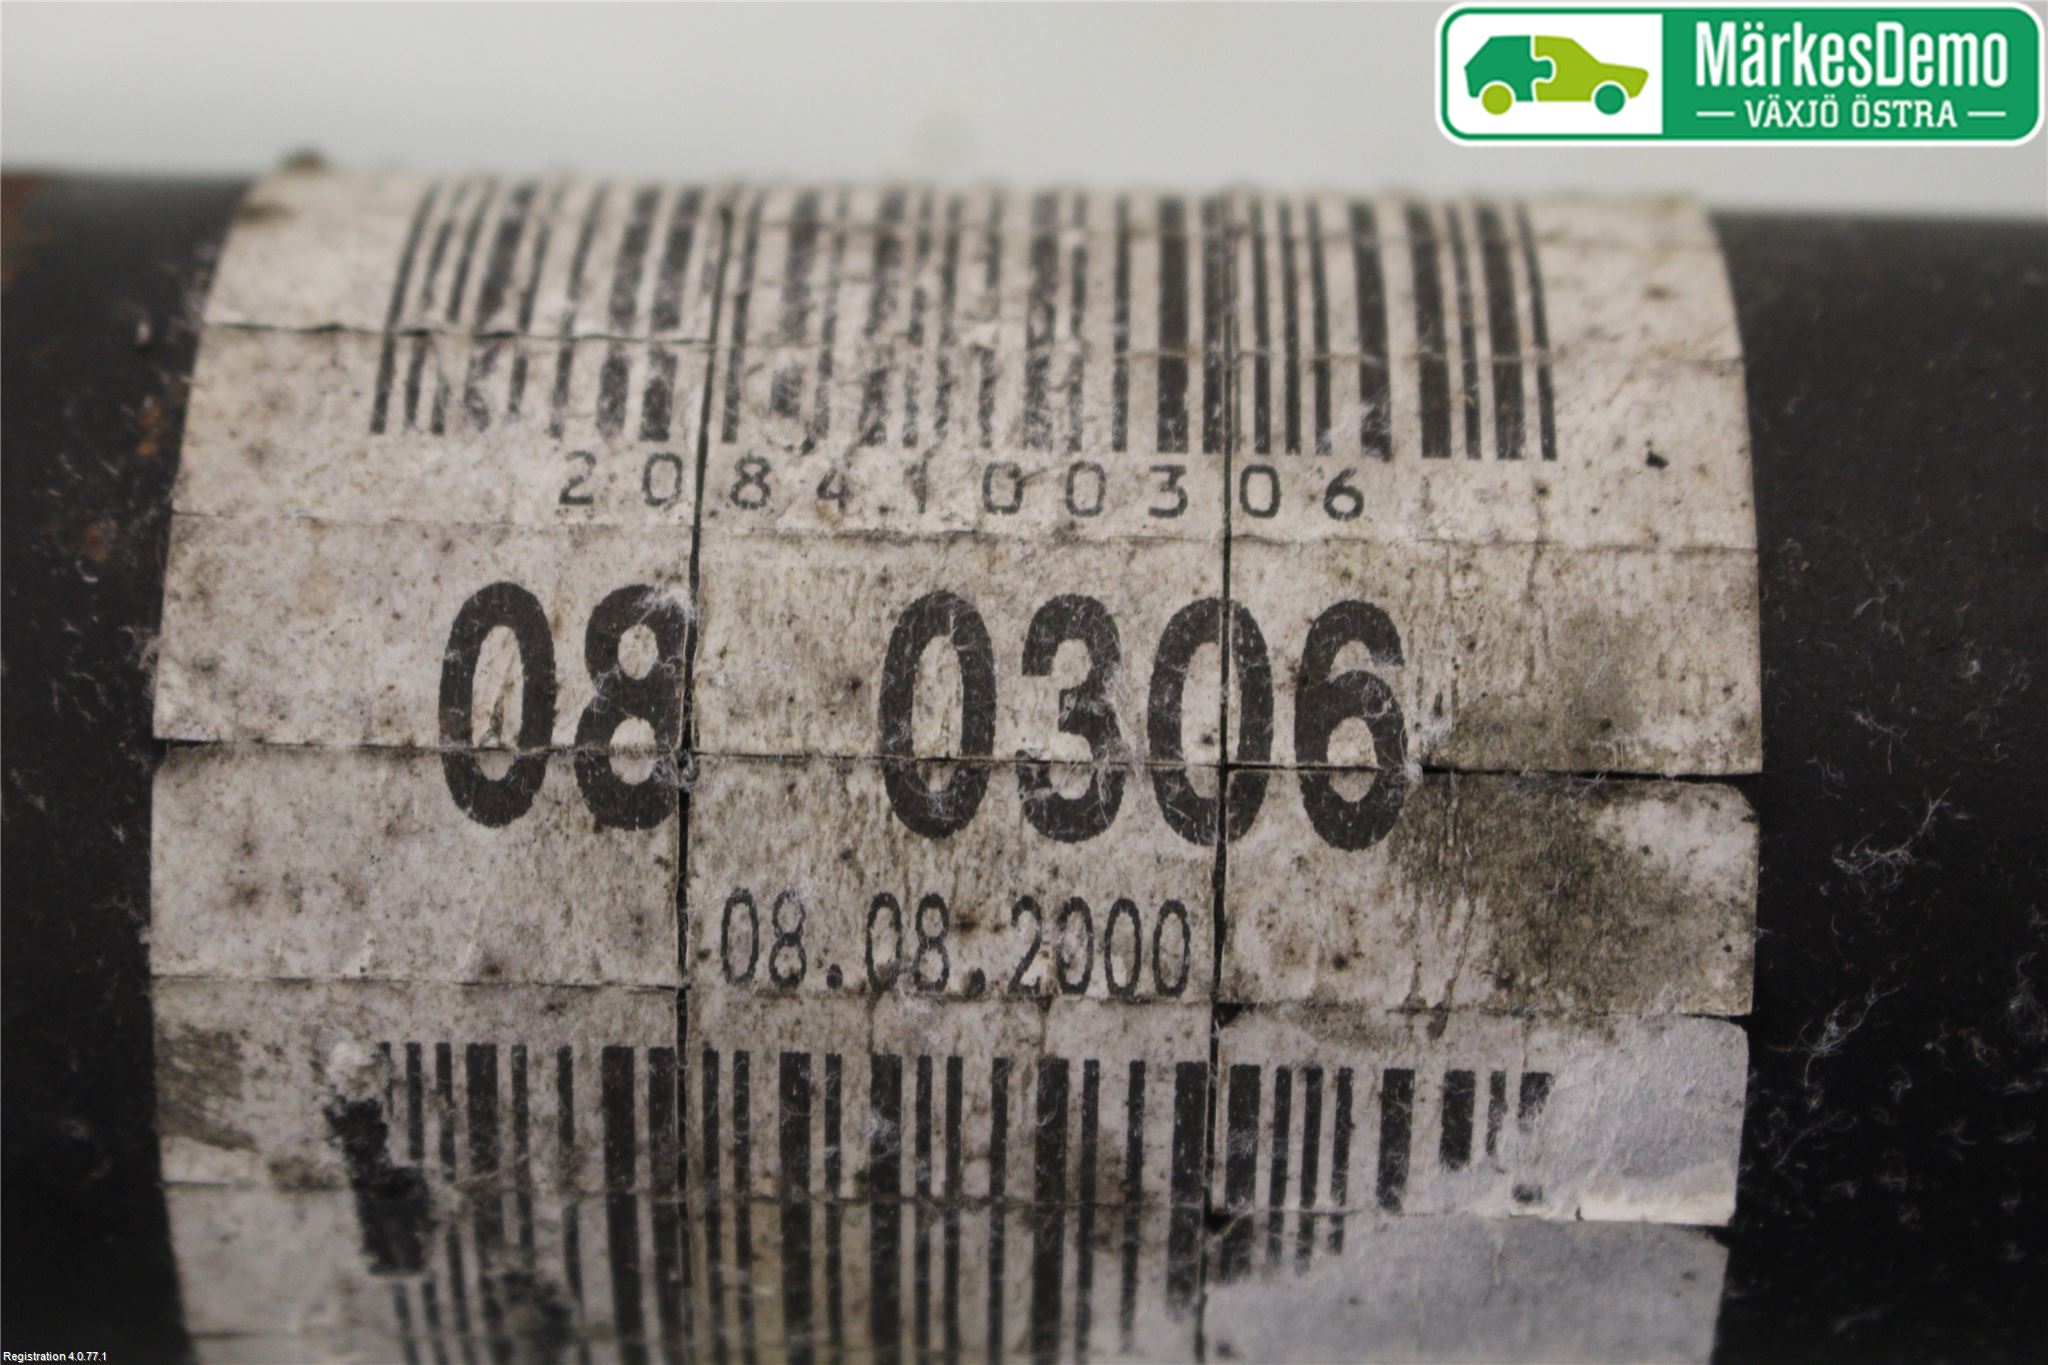 MärkesDemo
VÄXJÖ ÖSTRA
2084100306
08 0306
08.08.2000
Registration 4.0.77.1